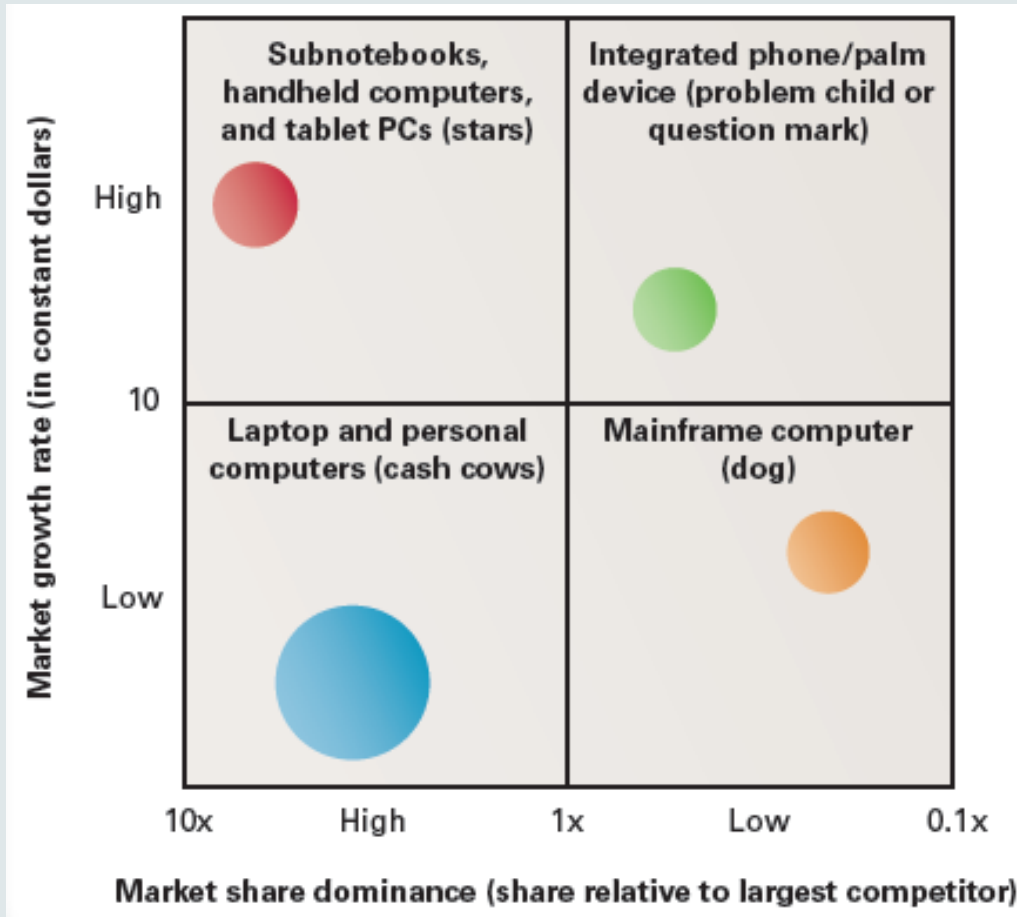 Subnotebooks,
handheld computers,
and tablet PCs (stars)
Integrated phone/palm
device (problem child or
question mark)
High
10
Laptop and personal
computers (cash cows)
Mainframe computer
(dog)
Low
Market growth rate (in constant dollars)
10x
High
1x
Low
0.1x
Market share dominance (share relative to largest competitor)